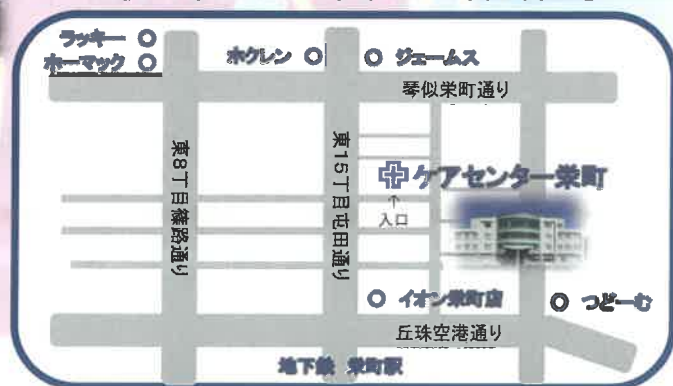 ラッキー
ホーマック
ホクレン
ジェームス
琴似栄町通り
東8丁目篠路通り
東15丁目屯田通り
ケアセンター栄町
↑
入口
イオン栄町店
つどーむ
丘珠空港通り
地下鉄 栄町駅